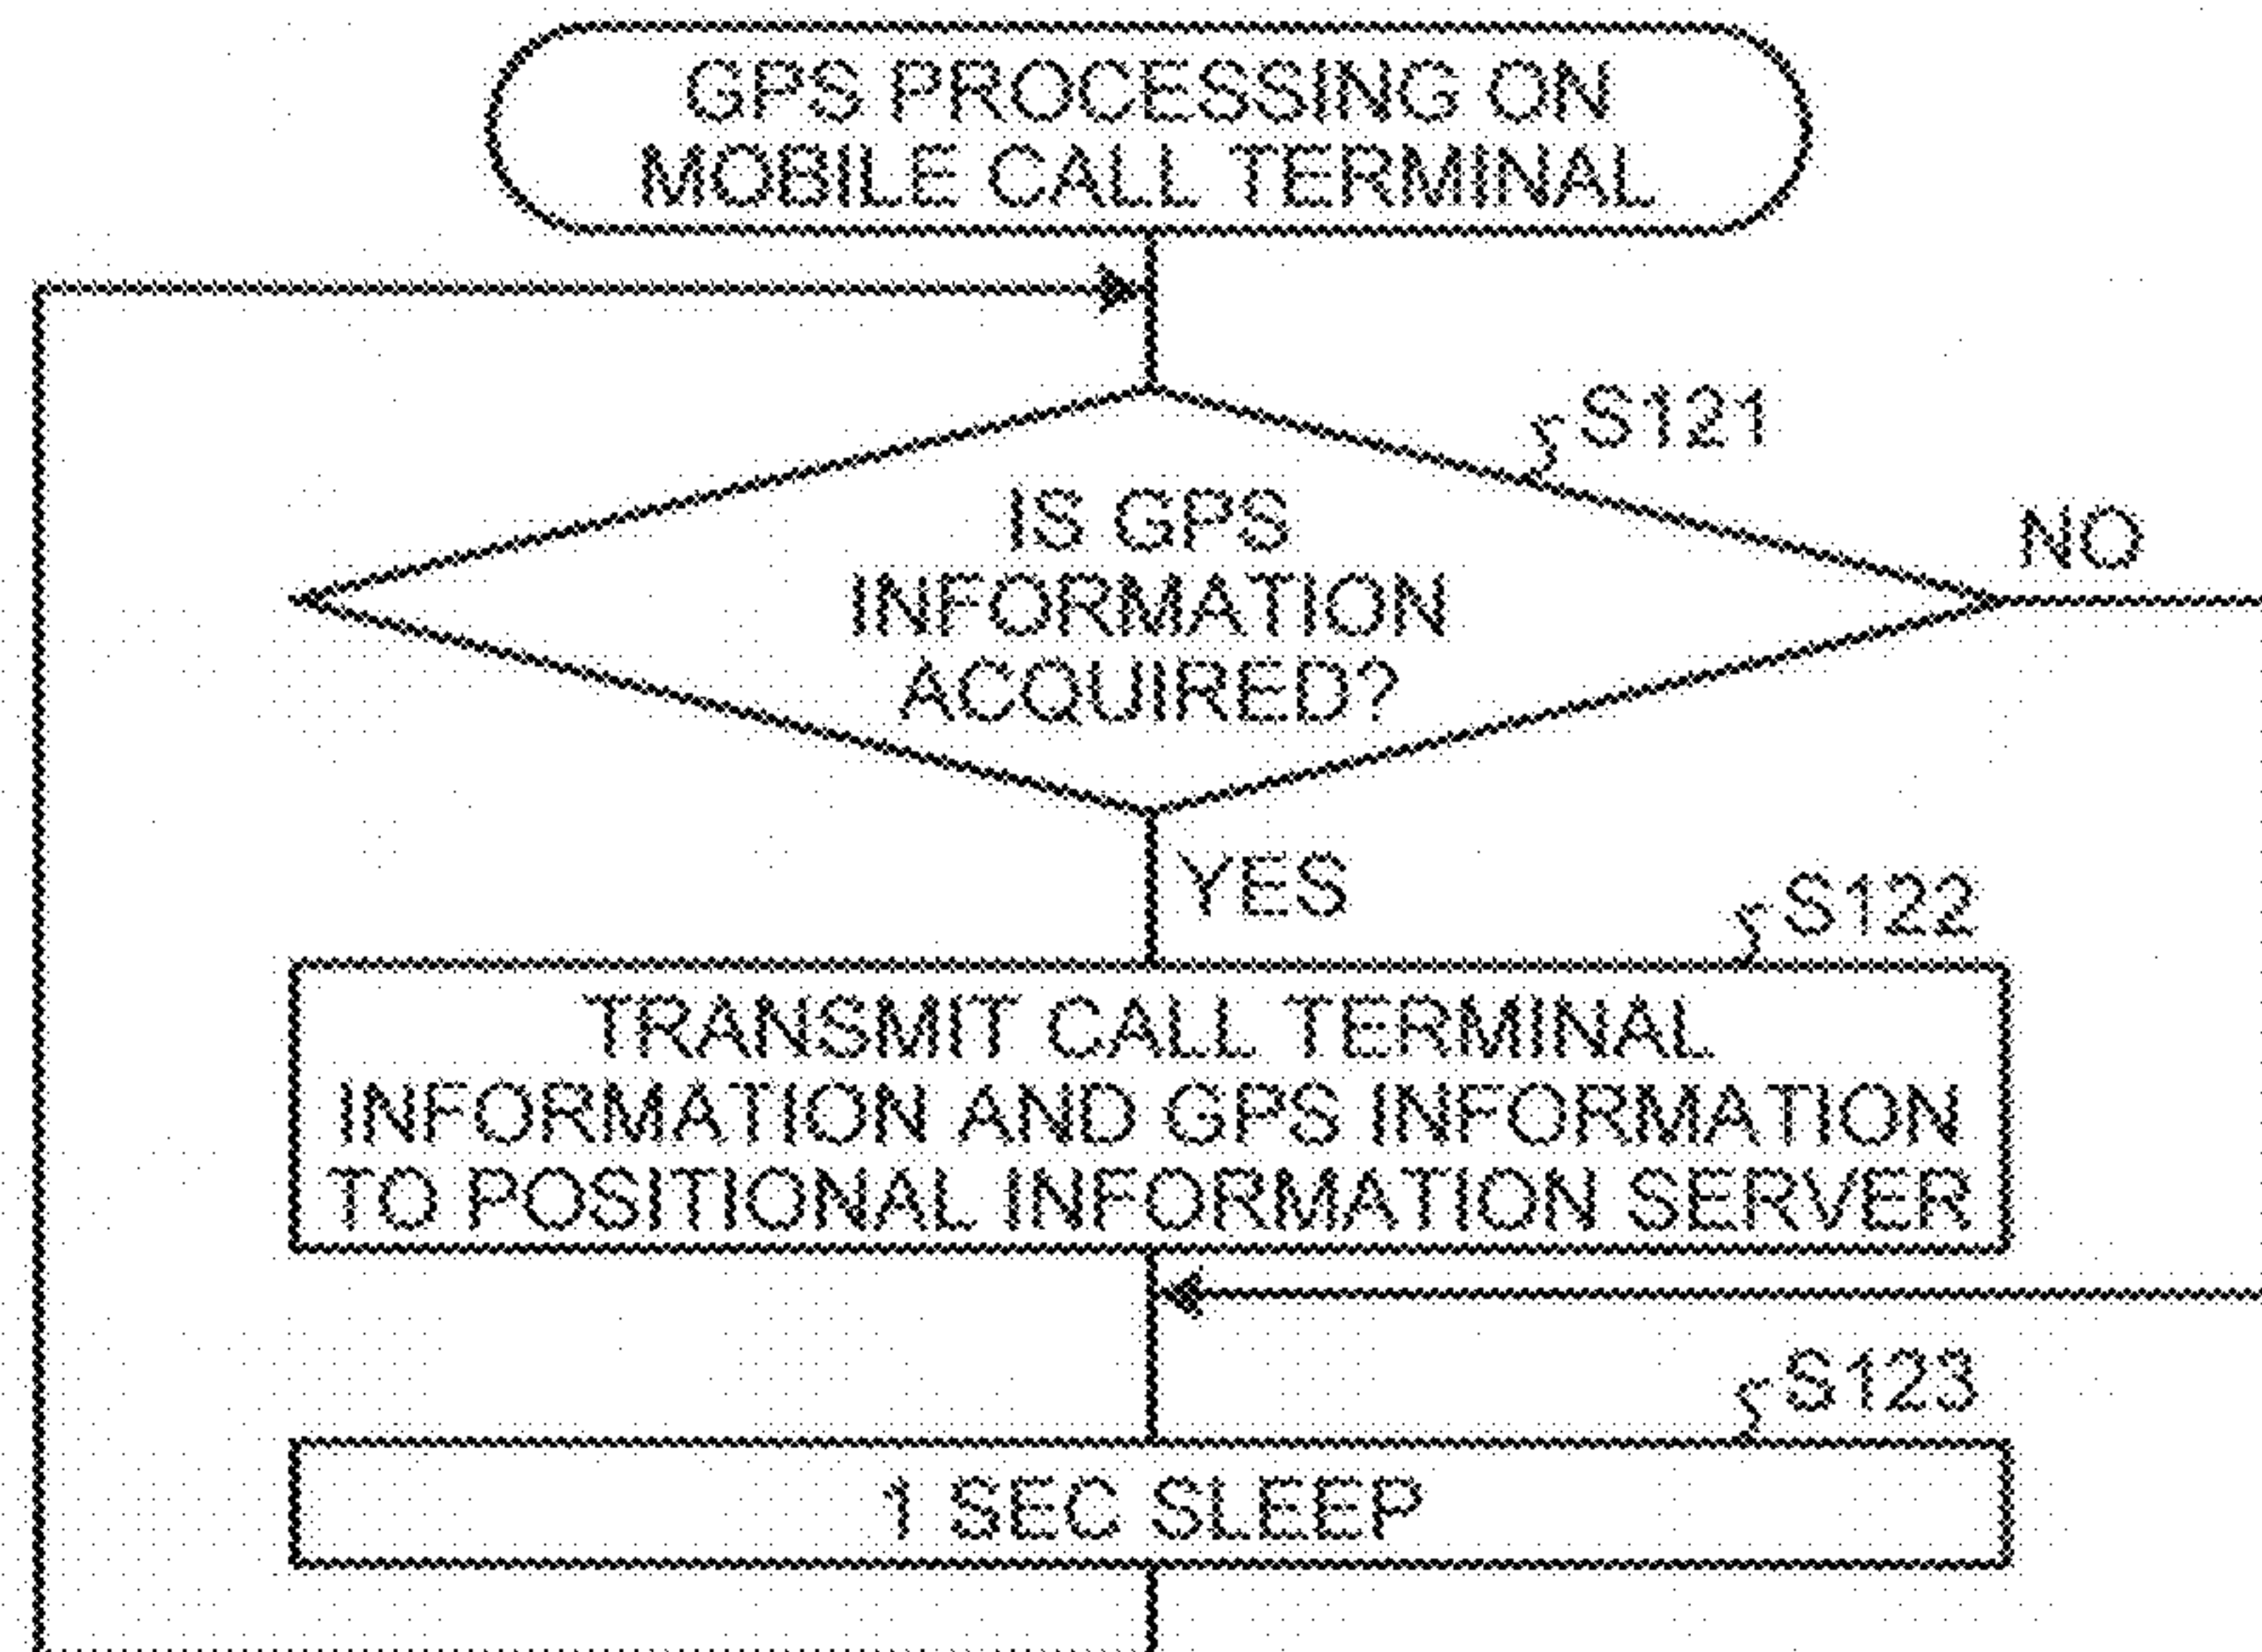 GPS PROCESSING ON
MOBILE CALL TERMINAL
S121
IS GPS
INFORMATION
ACQUIRED?
NO
YES
S122
TRANSMIT CALL TERMINAL
INFORMATION AND GPS INFORMATION
TO POSITIONAL INFORMATION SERVER
S123
1 SEC SLEEP